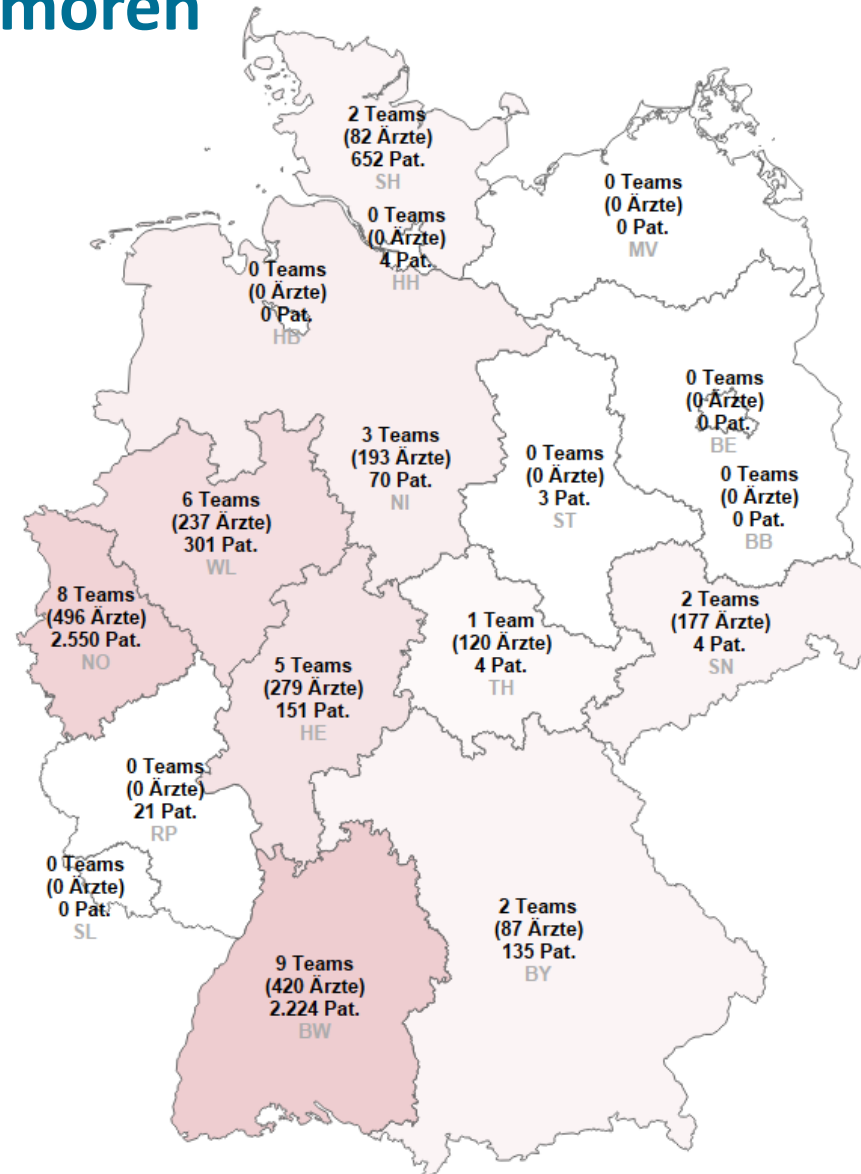 moren
2 Teams
(82 Ärzte)
652 Pat.
SH
0 Teams
(0 Ärzte)
0 Pat.
MV
0 Teams
(0 Ärzte)
4 Pat.
HH
0 Teams
(0 Ärzte)
0 Pat.
HB
0 Teams
(0 Ärzte)
0 Pat.
BE
3 Teams
(193 Ärzte)
70 Pat.
NI
0 Teams
(0 Ärzte)
3 Pat.
ST
0 Teams
(0 Ärzte)
0 Pat.
BB
6 Teams
(237 Ärzte)
301 Pat.
WL
8 Teams
(496 Ärzte)
2.550 Pat.
NO
5 Teams
(279 Ärzte)
151 Pat.
HE
1 Team
(120 Ärzte)
4 Pat.
TH
2 Teams
(177 Ärzte)
4 Pat.
SN
0 Teams
(0 Ärzte)
21 Pat.
RP
0 Teams
(0 Ärzte)
0 Pat.
SL
2 Teams
(87 Ärzte)
135 Pat.
BY
9 Teams
(420 Ärzte)
2.224 Pat.
BW